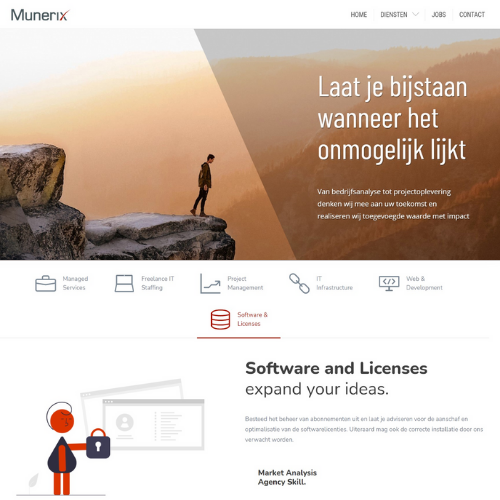 Munerix
HOME DIENSTEN JOBS CONTACT
Laat je bijstaan
wanneer het
onmogelijk lijkt
Van bedrijfsanalyse tot projectoplevering
denken wij mee aan uw toekomst en
realiseren wij toegevoegde waarde met impact
Managed
Services
Freelance IT
Staffing
Project
Management
IT
Infrastructure
Web &
Development
Software &
Licenses
Software and Licenses
expand your ideas.
Besteed het beheer van abonnementen uit en laat je adviseren voor de aanschaf en
optimalisatie van de softwarelicenties. Uiteraard mag ook de correcte installatie door ons
verwacht worden.
Market Analysis
Agency Skill.